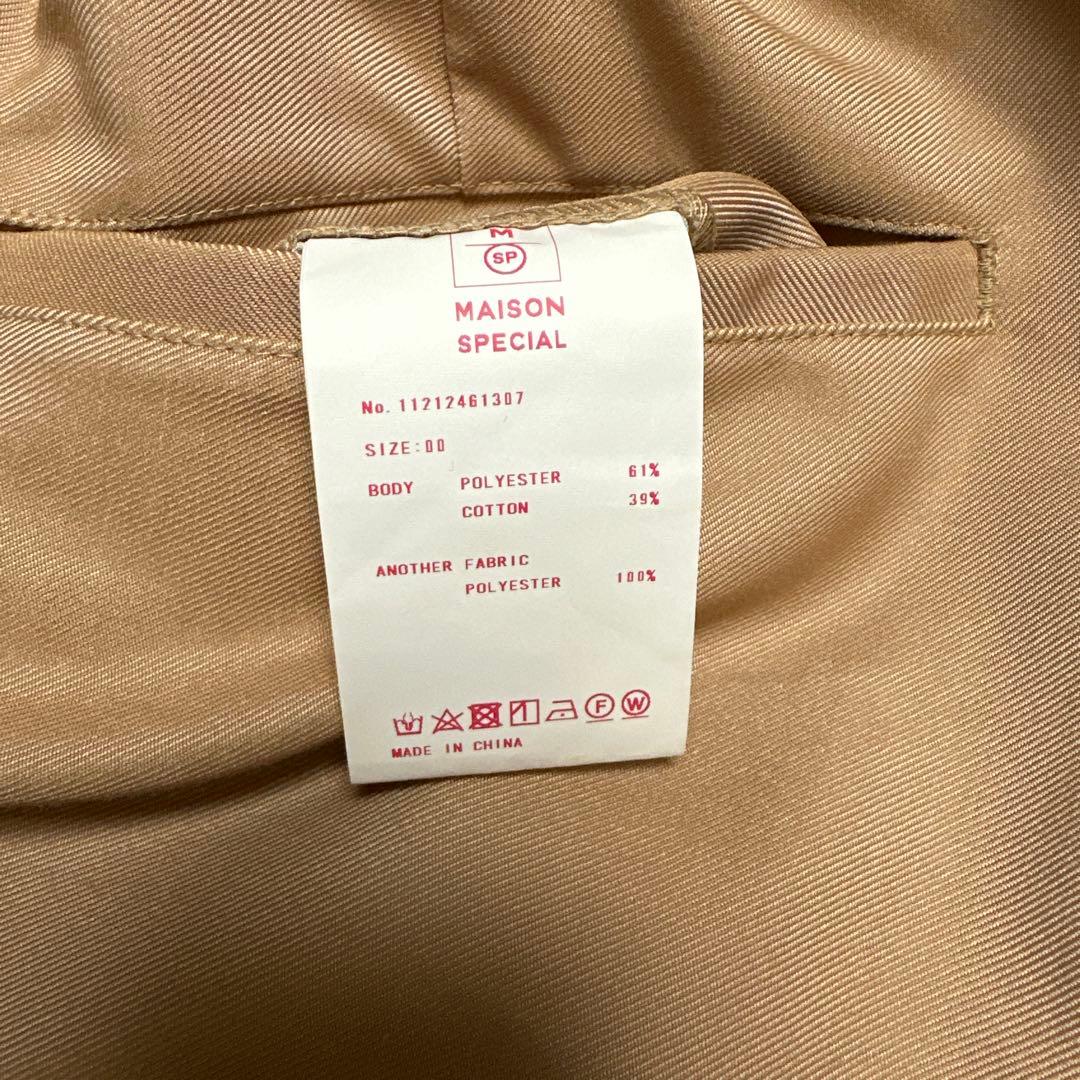 M
SP
MAISON
SPECIAL
No. 11212461307
SIZE:00
BODY POLYESTER 61%
COTTON 39%
ANOTHER FABRIC
POLYESTER 100%
F W
MADE IN CHINA